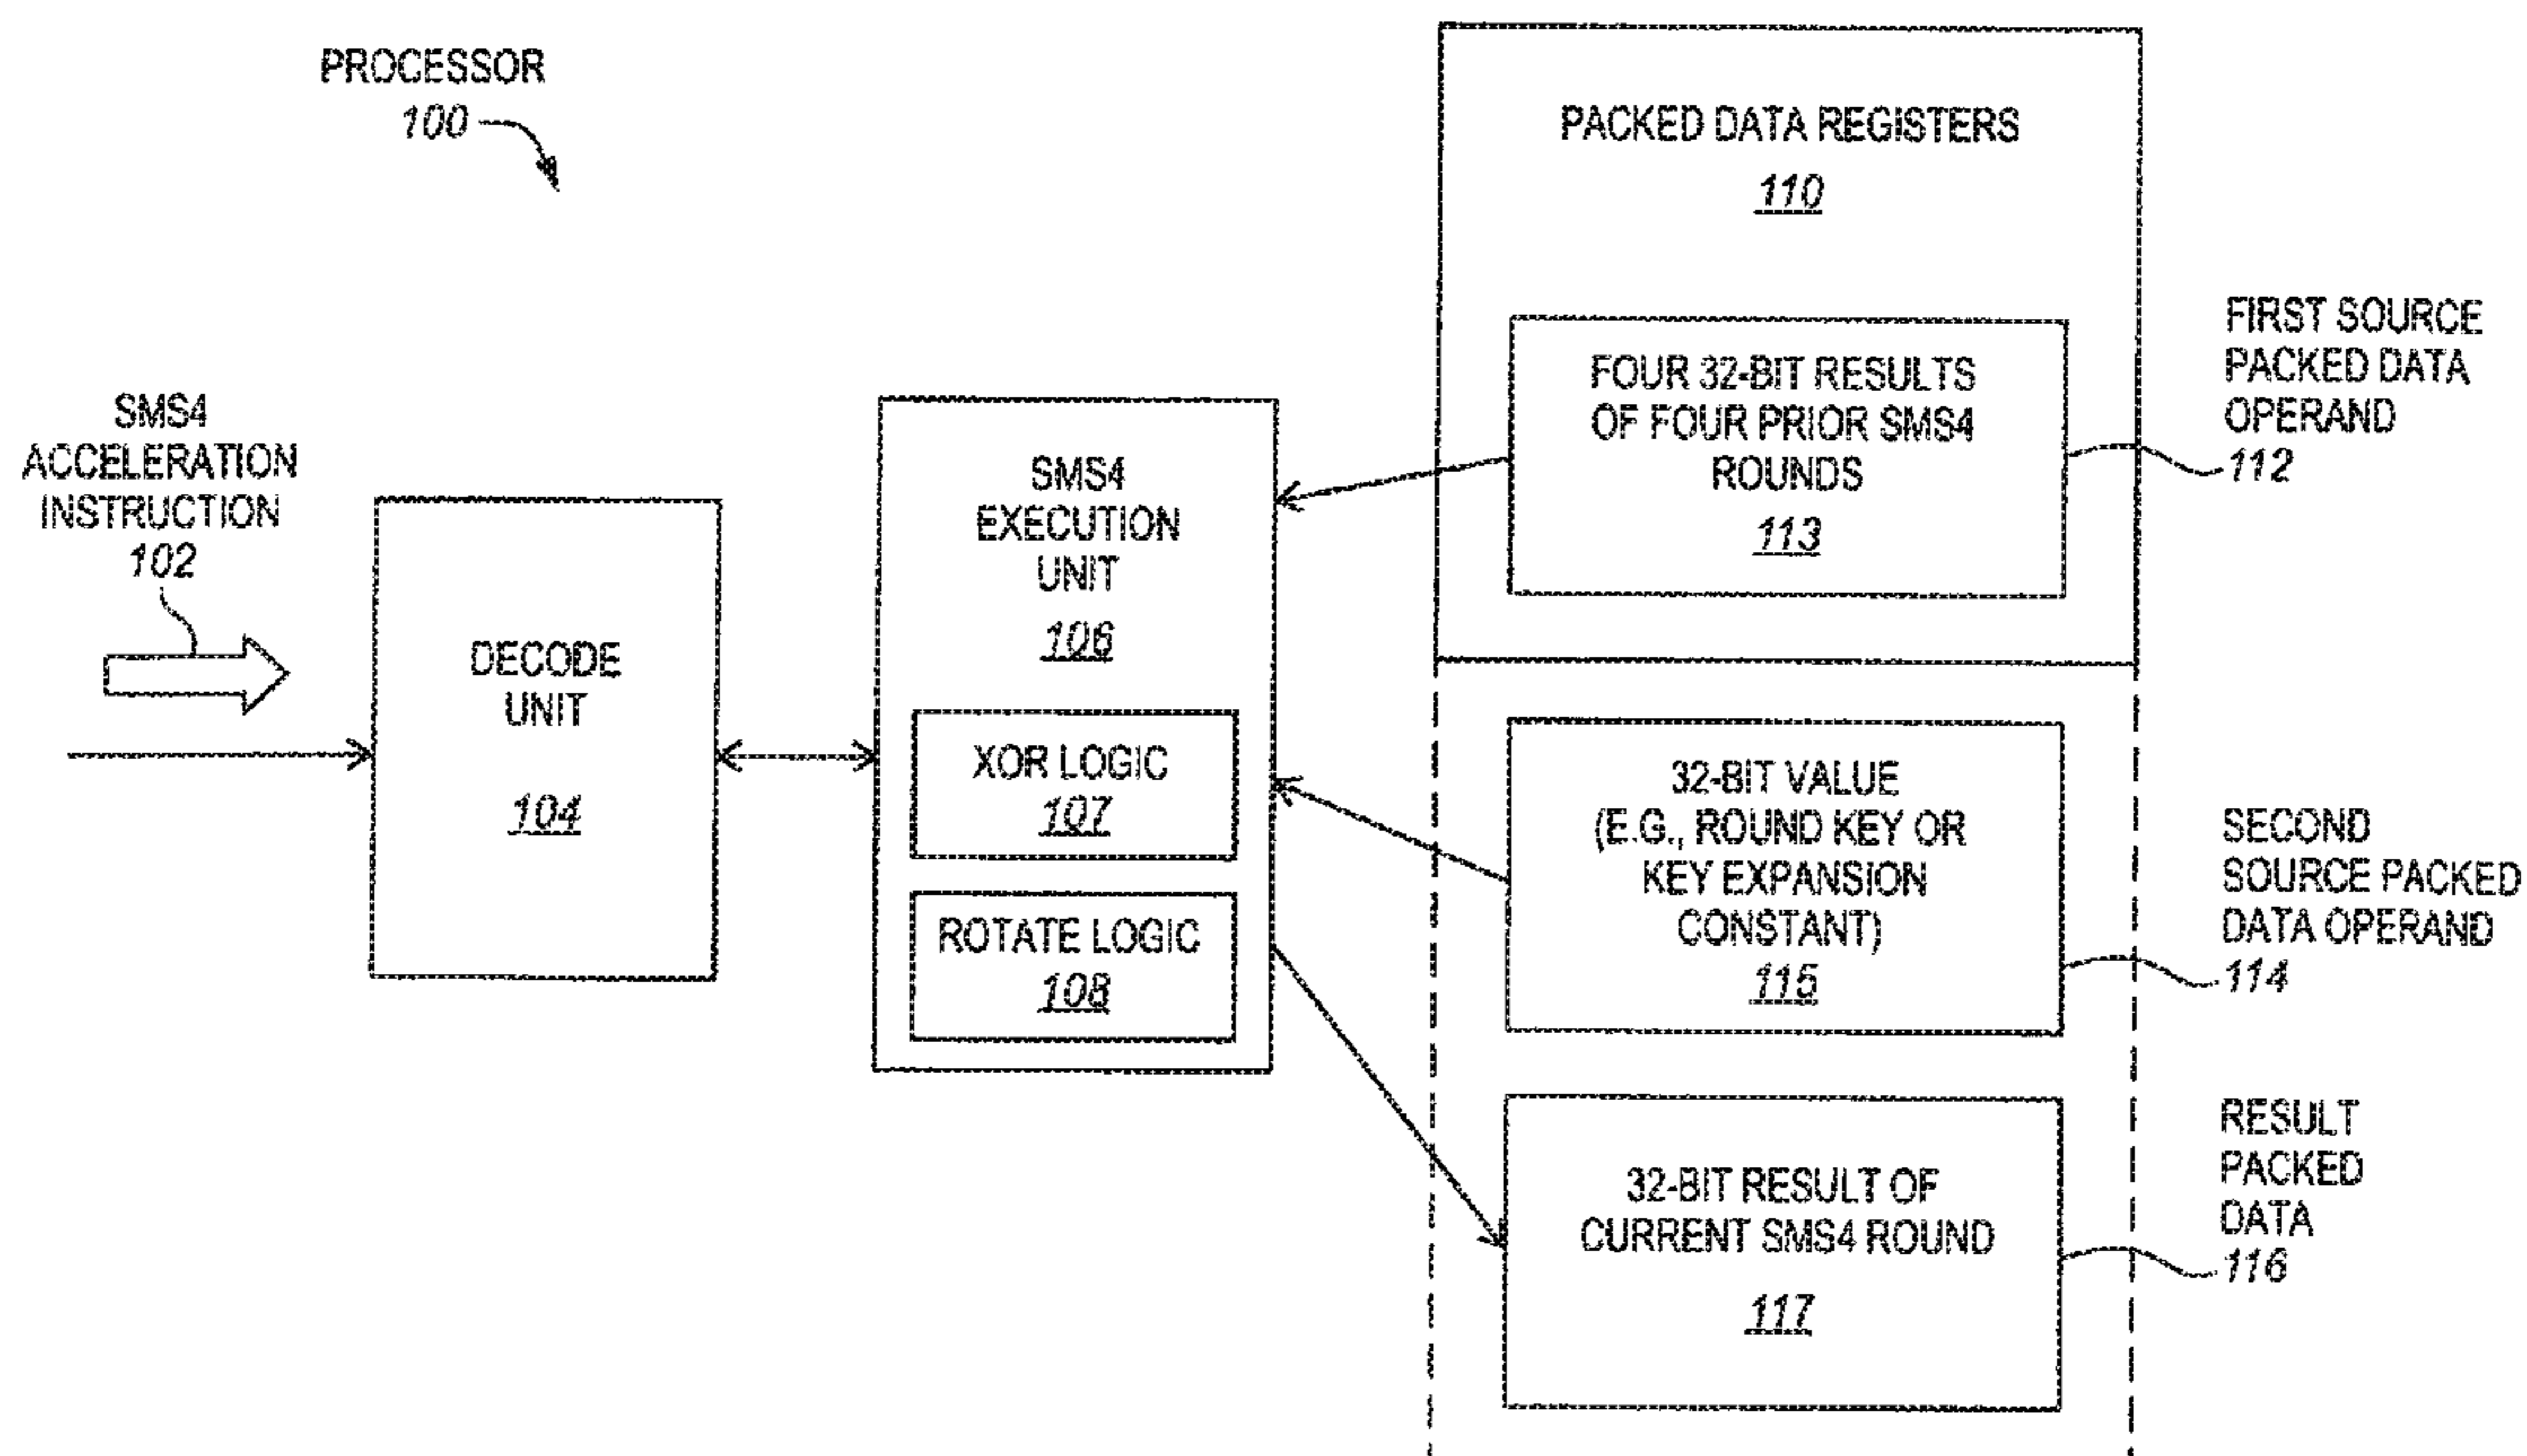 PROCESSOR
100
SMS4
ACCELERATION
INSTRUCTION
102
DECODE
UNIT
104
SMS4
EXECUTION
UNIT
106
XOR LOGIC
107
ROTATE LOGIC
108
PACKED DATA REGISTERS
110
FOUR 32-BIT RESULTS
OF FOUR PRIOR SMS4
ROUNDS
113
FIRST SOURCE
PACKED DATA
OPERAND
112
32-BIT VALUE
(E.G., ROUND KEY OR
KEY EXPANSION
CONSTANT)
115
SECOND
SOURCE PACKED
DATA OPERAND
114
32-BIT RESULT OF
CURRENT SMS4 ROUND
117
RESULT
PACKED
DATA
116